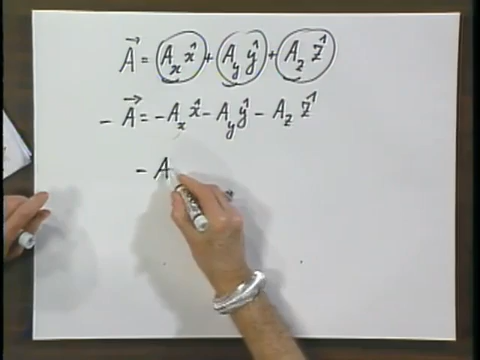 A⃗ = A_x x̂ + A_y ŷ + A_z ẑ
- A⃗ = - A_x x̂ - A_y ŷ - A_z ẑ
- A